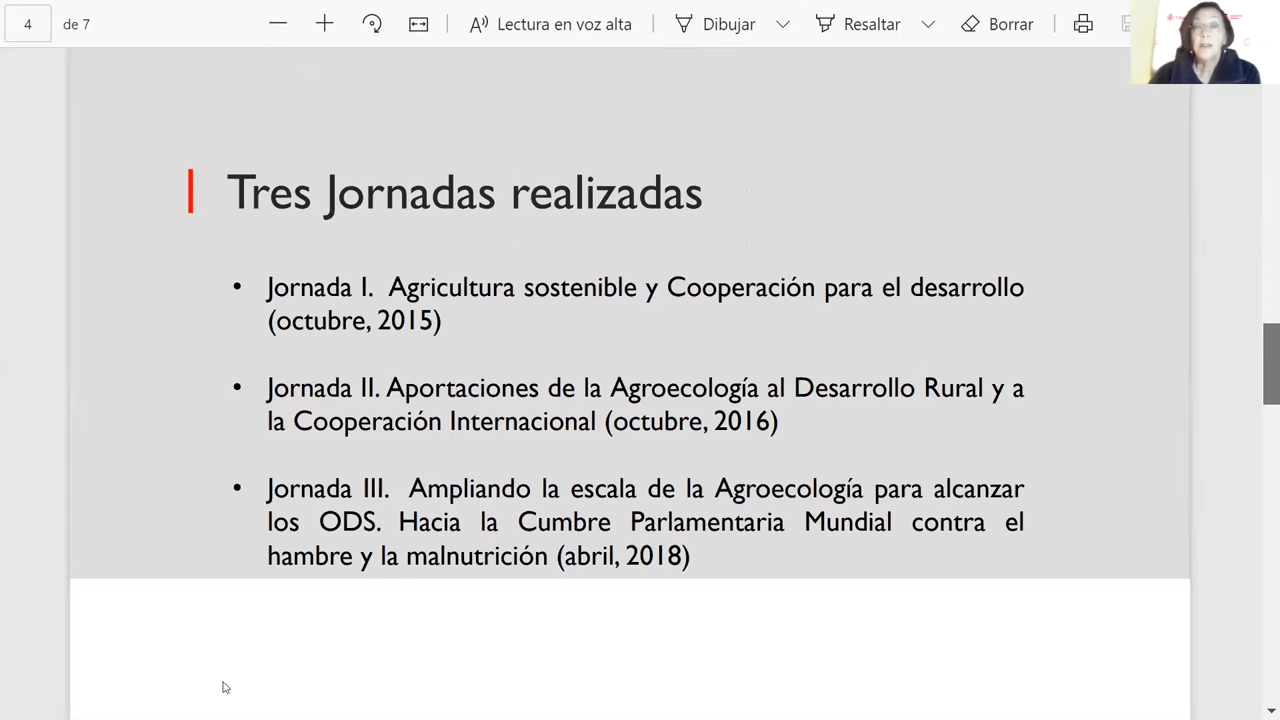 4 de 7 Lectura en voz alta Dibujar Resaltar Borrar
Tres Jornadas realizadas
• Jornada I. Agricultura sostenible y Cooperación para el desarrollo
(octubre, 2015)
• Jornada II. Aportaciones de la Agroecología al Desarrollo Rural y a
la Cooperación Internacional (octubre, 2016)
• Jornada III. Ampliando la escala de la Agroecología para alcanzar
los ODS. Hacia la Cumbre Parlamentaria Mundial contra el
hambre y la malnutrición (abril, 2018)